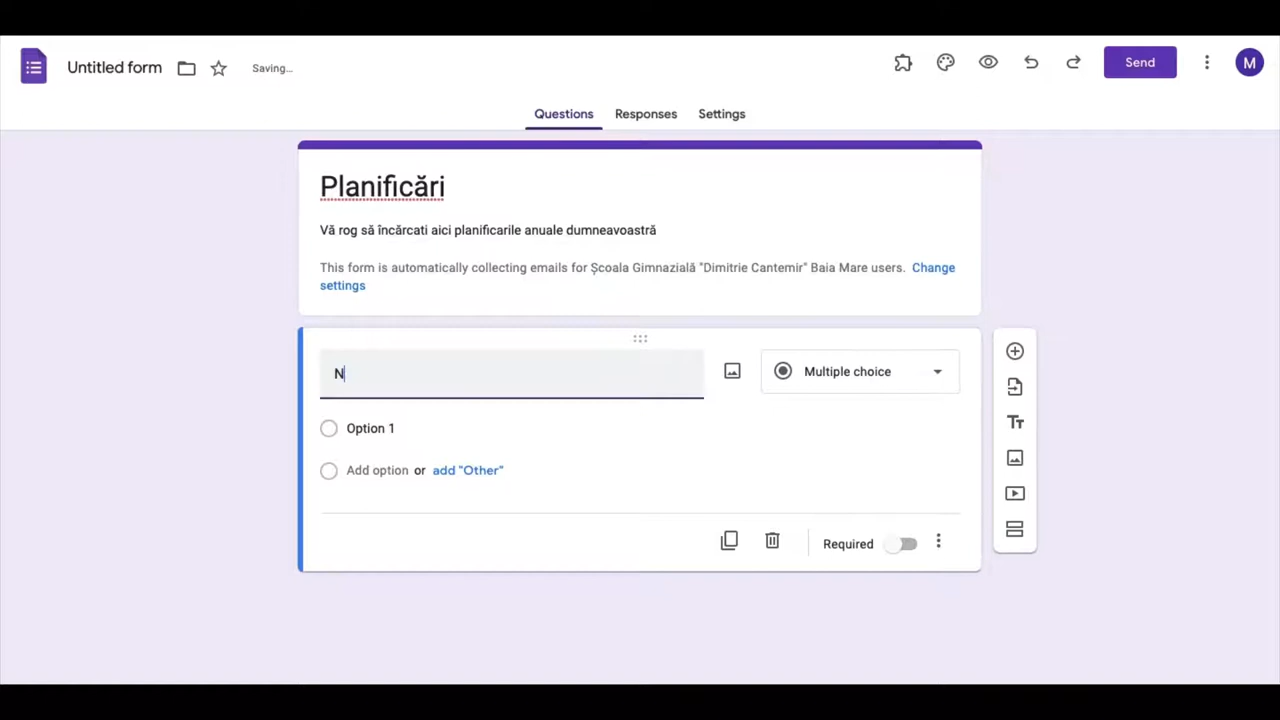 Untitled form
Saving...
Send
M
Questions
Responses
Settings
Planificări
Vă rog să încărcati aici planificarile anuale dumneavoastră
This form is automatically collecting emails for Școala Gimnazială "Dimitrie Cantemir" Baia Mare users. Change
settings
N
Multiple choice
Option 1
Add option or add "Other"
Required
Tт